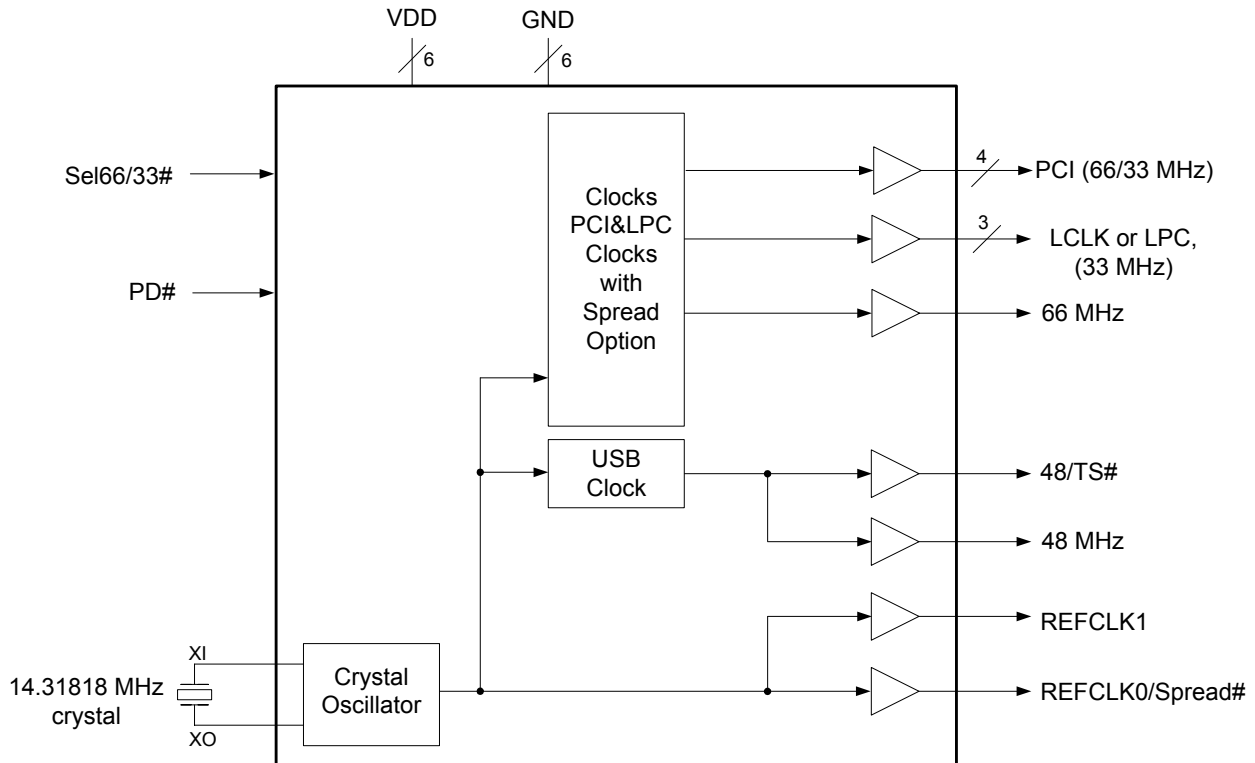 VDD
GND
6
6
Sel66/33#
PD#
Clocks
PCI&LPC
Clocks
with
Spread
Option
4
PCI (66/33 MHz)
3
LCLK or LPC,
(33 MHz)
66 MHz
USB
Clock
48/TS#
48 MHz
REFCLK1
REFCLK0/Spread#
XI
14.31818 MHz
crystal
XO
Crystal
Oscillator